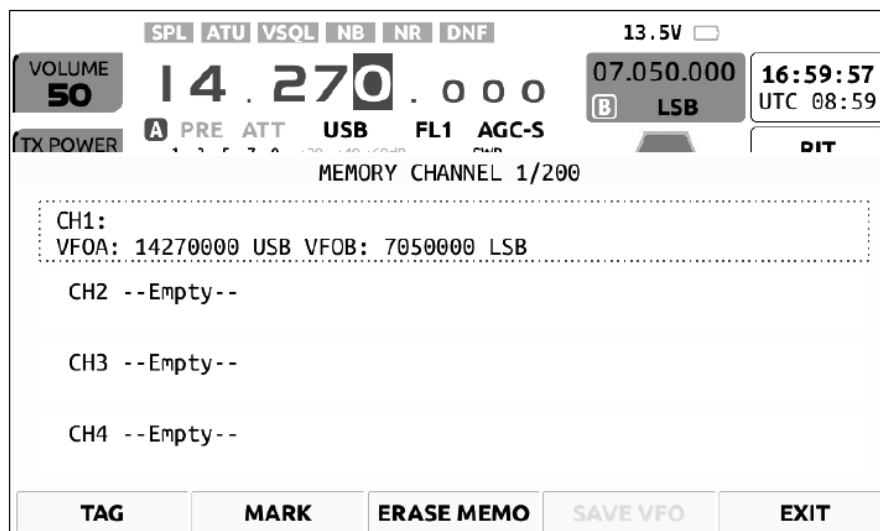 SPL ATU VSQL NB NR DNF 13.5V
VOLUME
50
14.270.000
07.050.000
B LSB
16:59:57
UTC 08:59
A PRE ATT USB FL1 AGC-S
TX POWER
RIT
MEMORY CHANNEL 1/200
CH1:
VFOA: 14270000 USB VFOB: 7050000 LSB
CH2 --Empty--
CH3 --Empty--
CH4 --Empty--
TAG MARK ERASE MEMO SAVE VFO EXIT